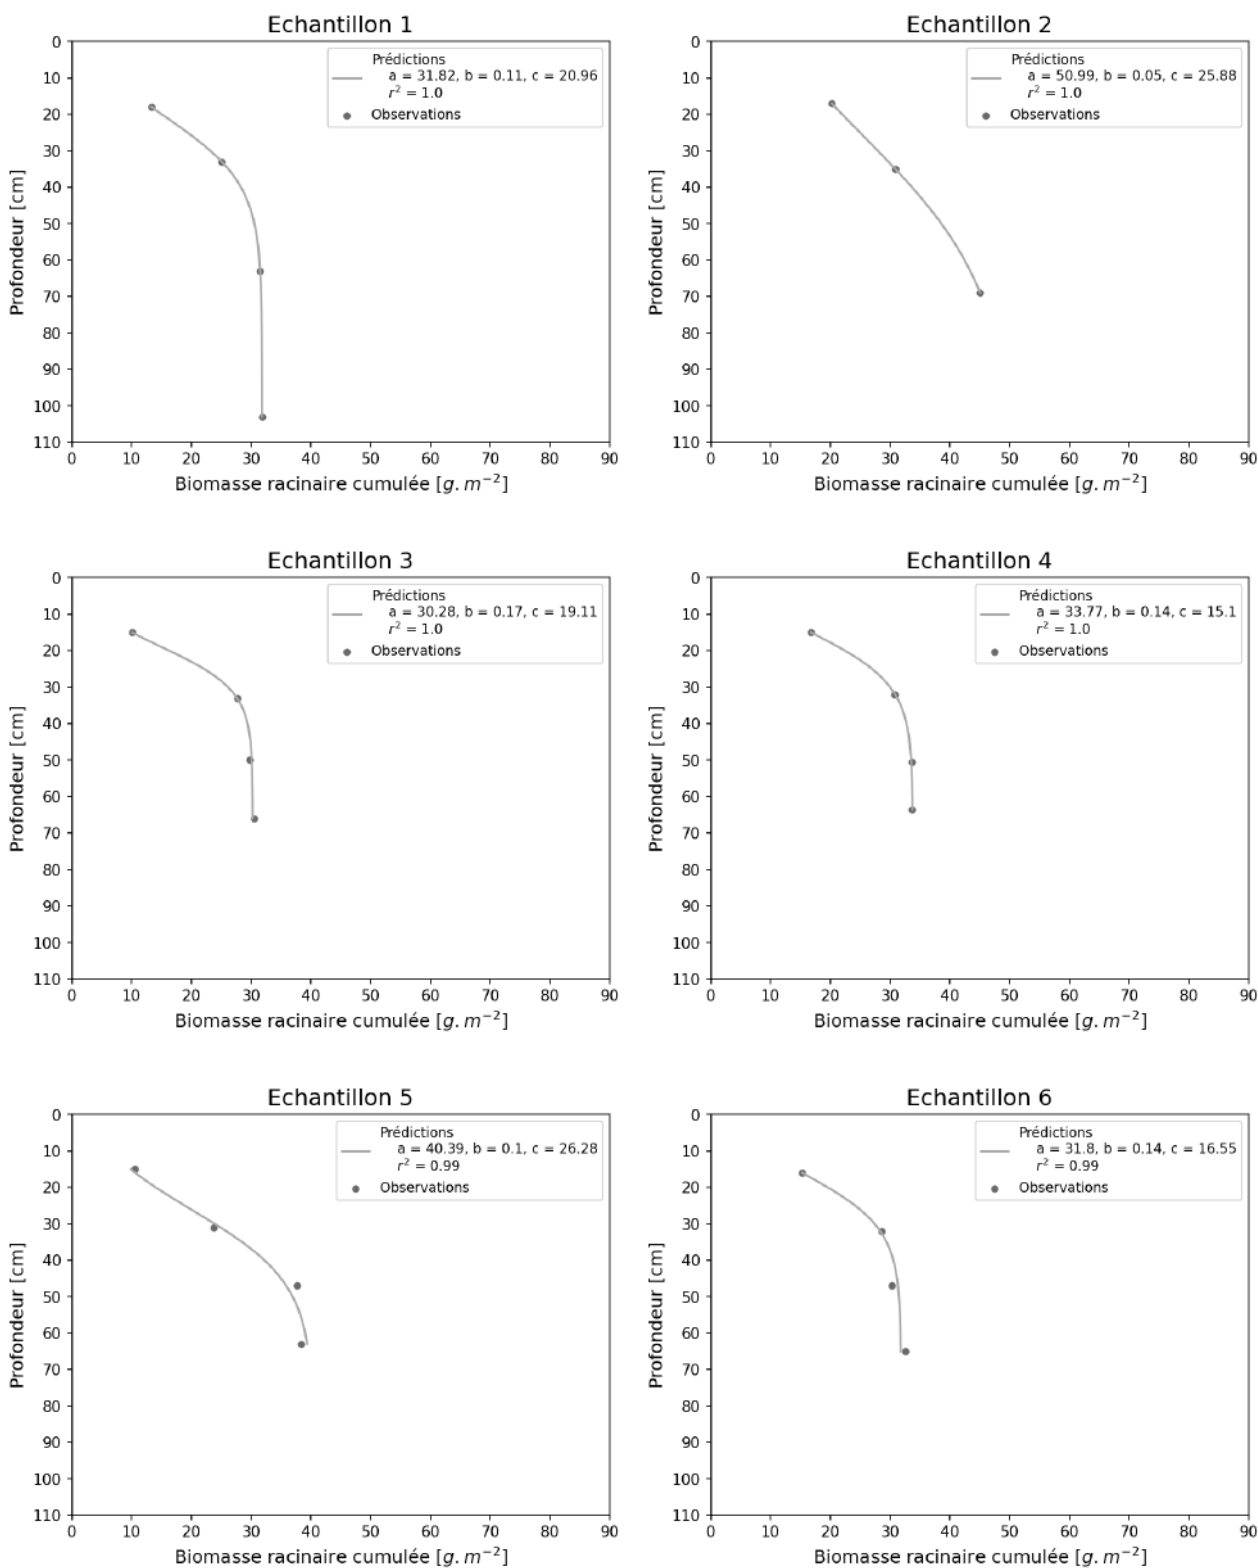 Echantillon 1
0
10
20
30
40
50
60
70
80
90
100
110
Profondeur [cm]
Prédictions
a = 31.82, b = 0.11, c = 20.96
r² = 1.0
Observations
0 10 20 30 40 50 60 70 80 90
Biomasse racinaire cumulée [g.m⁻²]
Echantillon 2
0
10
20
30
40
50
60
70
80
90
100
110
Profondeur [cm]
Prédictions
a = 50.99, b = 0.05, c = 25.88
r² = 1.0
Observations
0 10 20 30 40 50 60 70 80 90
Biomasse racinaire cumulée [g.m⁻²]
Echantillon 3
0
10
20
30
40
50
60
70
80
90
100
110
Profondeur [cm]
Prédictions
a = 30.28, b = 0.17, c = 19.11
r² = 1.0
Observations
0 10 20 30 40 50 60 70 80 90
Biomasse racinaire cumulée [g.m⁻²]
Echantillon 4
0
10
20
30
40
50
60
70
80
90
100
110
Profondeur [cm]
Prédictions
a = 33.77, b = 0.14, c = 15.1
r² = 1.0
Observations
0 10 20 30 40 50 60 70 80 90
Biomasse racinaire cumulée [g.m⁻²]
Echantillon 5
0
10
20
30
40
50
60
70
80
90
100
110
Profondeur [cm]
Prédictions
a = 40.39, b = 0.1, c = 26.28
r² = 0.99
Observations
0 10 20 30 40 50 60 70 80 90
Biomasse racinaire cumulée [g.m⁻²]
Echantillon 6
0
10
20
30
40
50
60
70
80
90
100
110
Profondeur [cm]
Prédictions
a = 31.8, b = 0.14, c = 16.55
r² = 0.99
Observations
0 10 20 30 40 50 60 70 80 90
Biomasse racinaire cumulée [g.m⁻²]